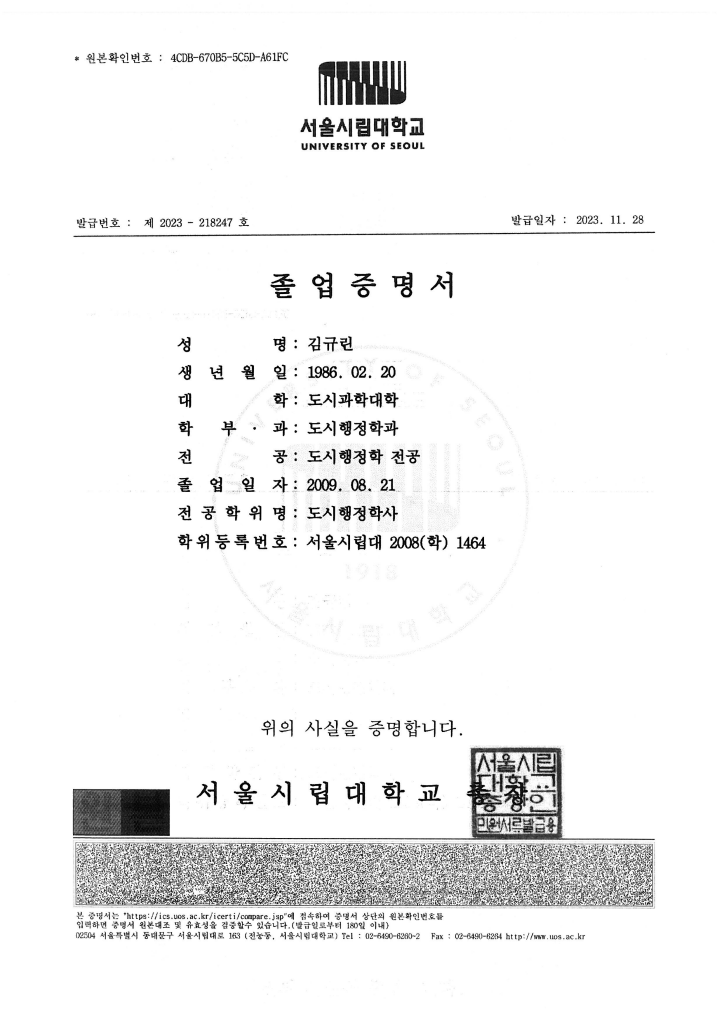 * 원본확인번호 : 4CDB-670B5-5C5D-A61FC
서울시립대학교
UNIVERSITY OF SEOUL
발급번호 : 제 2023 - 218247 호
발급일자 : 2023. 11. 28
졸업증명서
성 명 : 김규린
생 년 월 일 : 1986. 02. 20
대 학 : 도시과학대학
학 부 · 과 : 도시행정학과
전 공 : 도시행정학 전공
졸 업 일 자 : 2009. 08. 21
전 공 학 위 명 : 도시행정학사
학위등록번호 : 서울시립대 2008(학) 1464
UNIVERSITY OF SEOUL
1918
서울시립대학교
위의 사실을 증명합니다.
서울시립대학교 총장
서울시립
대학교
총장인
민원서류발급용
본 증명서는 "https://ics.uos.ac.kr/icerti/compare.jsp"에 접속하여 증명서 상단의 원본확인번호를
입력하면 증명서 원본대조 및 유효성을 검증할수 있습니다.(발급일로부터 180일 이내)
02504 서울특별시 동대문구 서울시립대로 163 (전농동, 서울시립대학교) Tel : 02-6490-6260-2 Fax : 02-6490-6264 http://www.uos.ac.kr